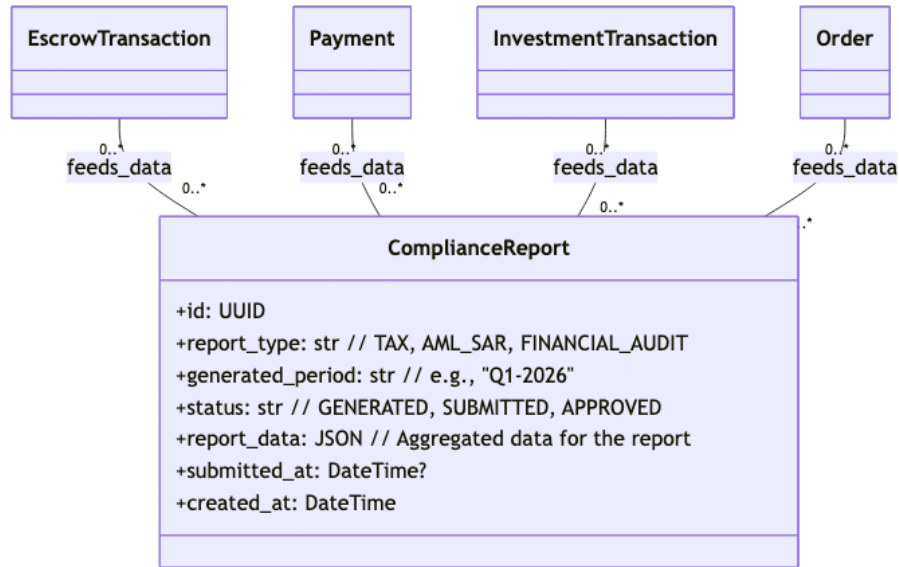 EscrowTransaction
Payment
InvestmentTransaction
Order
0..*
0..*
0..*
0..*
feeds_data
feeds_data
feeds_data
feeds_data
0..*
0..*
0..*
..*
ComplianceReport
+id: UUID
+report_type: str // TAX, AML_SAR, FINANCIAL_AUDIT
+generated_period: str // e.g., "Q1-2026"
+status: str // GENERATED, SUBMITTED, APPROVED
+report_data: JSON // Aggregated data for the report
+submitted_at: DateTime?
+created_at: DateTime